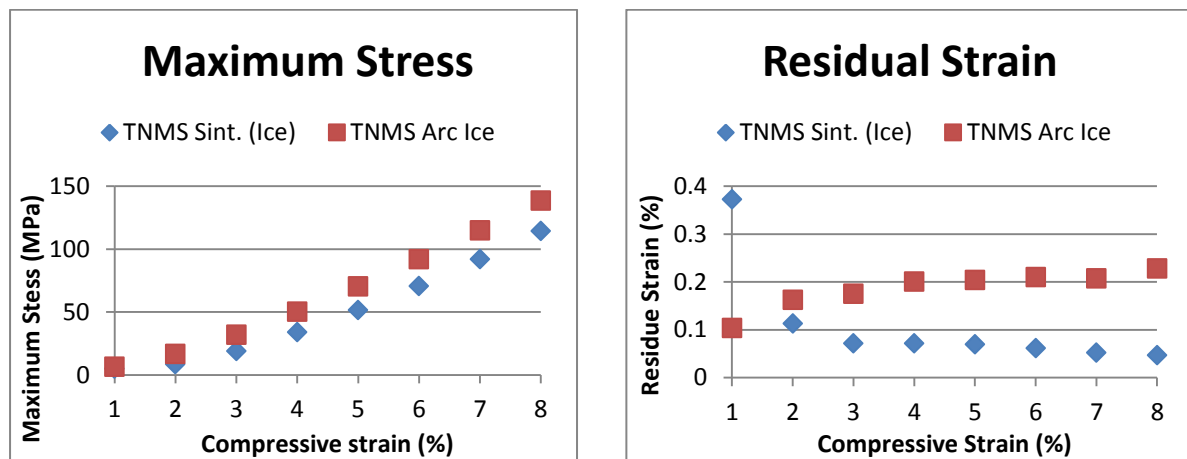 Maximum Stress
TNMS Sint. (Ice) TNMS Arc Ice
Maximum Stess (MPa)
150
100
50
0
1 2 3 4 5 6 7 8
Compressive strain (%)
Residual Strain
TNMS Sint. (Ice) TNMS Arc Ice
Residue Strain (%)
0.4
0.3
0.2
0.1
0
1 2 3 4 5 6 7 8
Compressive Strain (%)